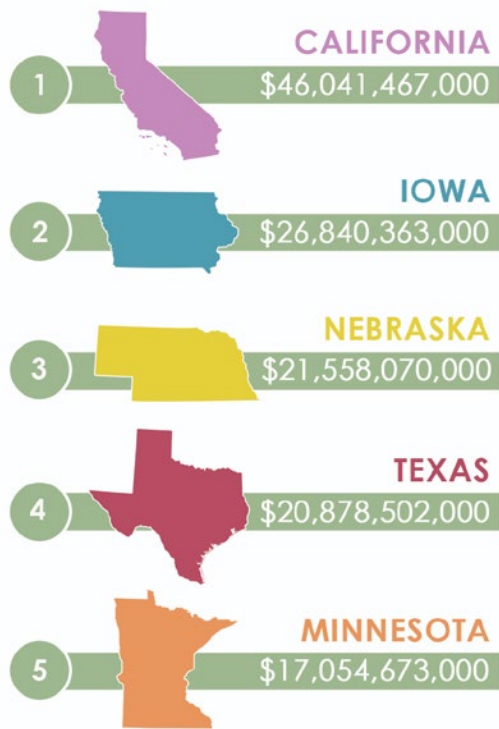 CALIFORNIA
1
$46,041,467,000
IOWA
2
$26,840,363,000
NEBRASKA
3
$21,558,070,000
TEXAS
4
$20,878,502,000
MINNESOTA
5
$17,054,673,000